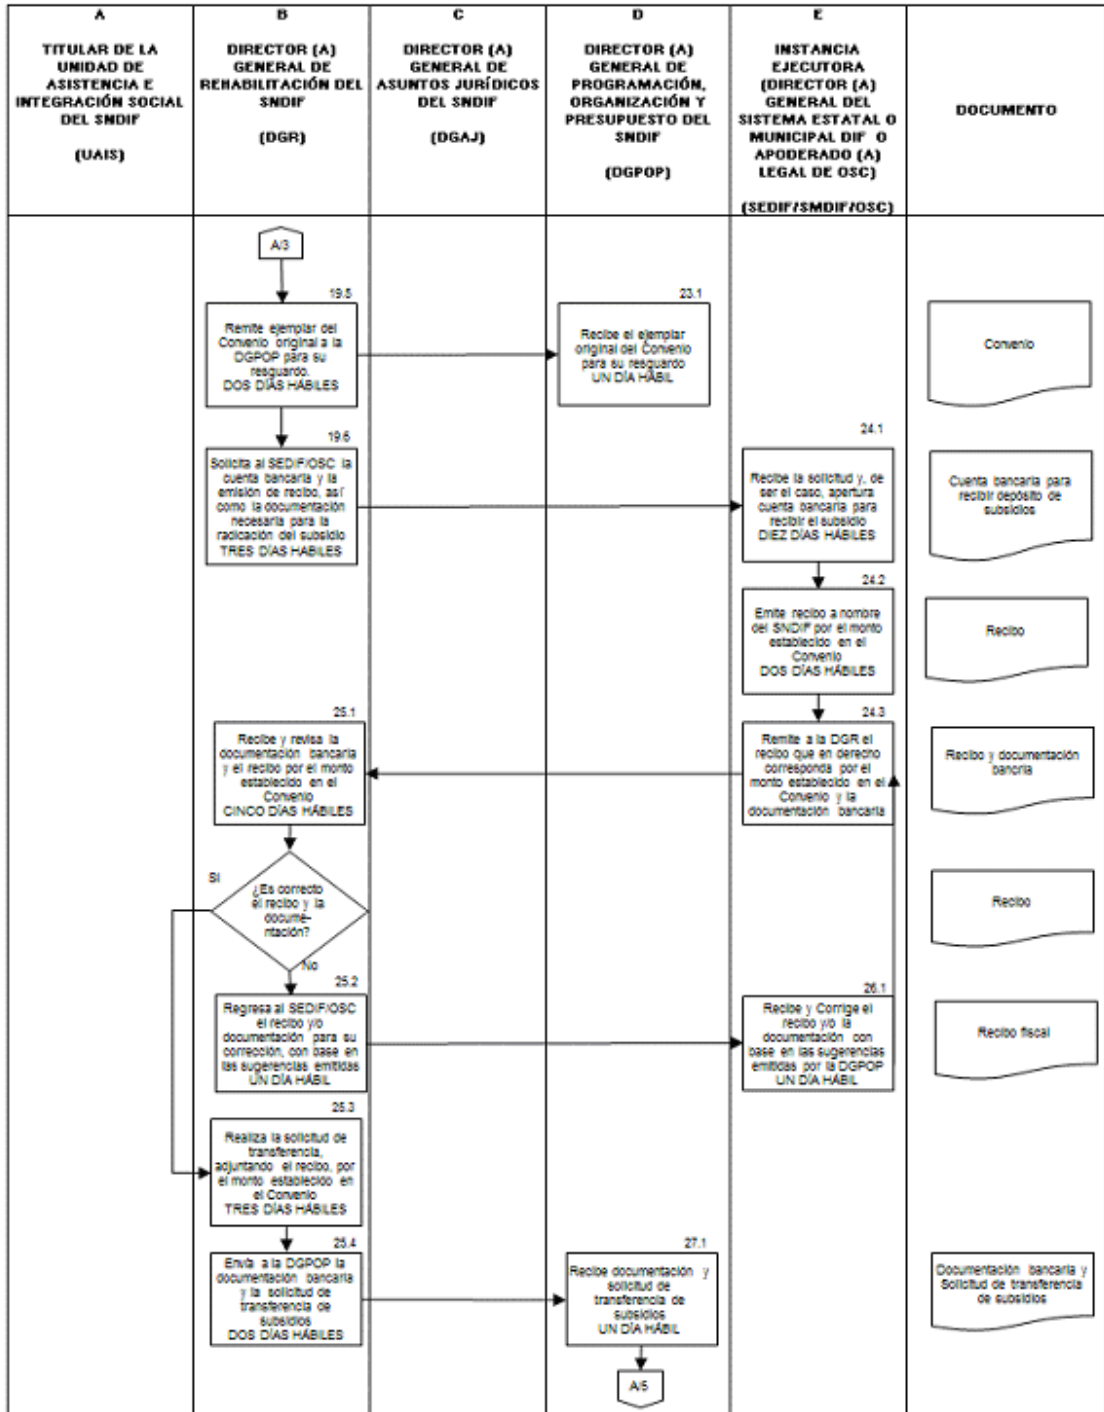 A
TITULAR DE LA
UNIDAD DE
ASISTENCIA E
INTEGRACIÓN SOCIAL
DEL SNDIF
(UAIS)
B
DIRECTOR (A)
GENERAL DE
REHABILITACIÓN DEL
SNDIF
(DGR)
C
DIRECTOR (A)
GENERAL DE
ASUNTOS JURÍDICOS
DEL SNDIF
(DGAJ)
D
DIRECTOR (A)
GENERAL DE
PROGRAMACIÓN,
ORGANIZACIÓN Y
PRESUPUESTO DEL
SNDIF
(DGPOP)
E
INSTANCIA
EJECUTORA
(DIRECTOR (A)
GENERAL DEL
SISTEMA ESTATAL O
MUNICIPAL DIF O
APODERADO (A)
LEGAL DE OSC)
(SEDIF/SMDIF/OSC)
DOCUMENTO
A/3
19.5
Remite ejemplar del
Convenio original a la
DGPOP para su
resguardo.
DOS DÍAS HÁBILES
23.1
Recibe el ejemplar
original del Convenio
para su resguardo
UN DÍA HÁBIL
Convenio
19.6
Solicita al SEDIF/OSC la
cuenta bancaria y la
emisión de recibo, así
como la documentación
necesaria para la
radicación del subsidio
TRES DÍAS HABILES
24.1
Recibe la solicitud y, de
ser el caso, apertura
cuenta bancaria para
recibir el subsidio
DIEZ DÍAS HÁBILES
Cuenta bancaria para
recibir depósito de
subsidios
24.2
Emite recibo a nombre
del SNDIF por el monto
establecido en el
Convenio
DOS DÍAS HÁBILES
Recibo
25.1
Recibe y revisa la
documentación bancaria
y el recibo por el monto
establecido en el
Convenio
CINCO DÍAS HÁBILES
24.3
Remite a la DGR el
recibo que en derecho
corresponda por el
monto establecido en el
Convenio y la
documentación bancaria
Recibo y documentación
bancria
SI
¿Es correcto
el recibo y la
docume-
ntación?
No
Recibo
25.2
Regresa al SEDIF/OSC
el recibo y/o
documentación para su
corrección, con base en
las sugerencias emitidas
UN DÍA HÁBIL
26.1
Recibe y Corrige el
recibo y/o la
documentación con
base en las sugerencias
emitidas por la DGPOP
UN DÍA HÁBIL
Recibo fiscal
25.3
Realiza la solicitud de
transferencia,
adjuntando el recibo, por
el monto establecido en
el Convenio
TRES DÍAS HÁBILES
25.4
Envía a la DGPOP la
documentación bancaria
y la solicitud de
transferencia de
subsidios
DOS DÍAS HÁBILES
27.1
Recibe documentación y
solicitud de
transferencia de
subsidios
UN DÍA HÁBIL
Documentación bancaria y
Solicitud de transferencia
de subsidios
A/5